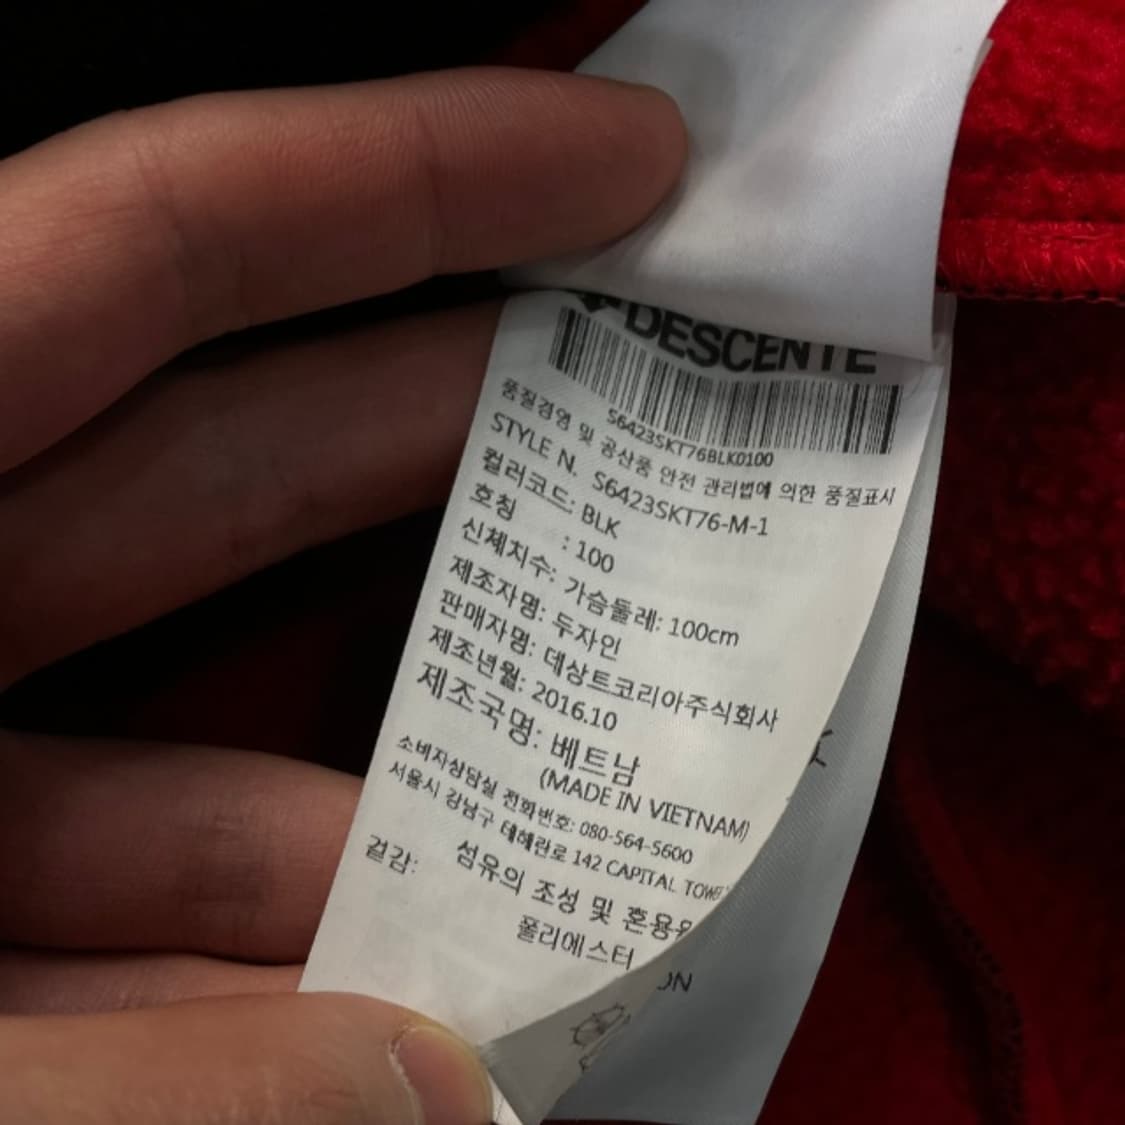 DESCENTE
S6423SKT76BLK0100
품질경영 및 공산품 안전 관리법에 의한 품질표시
STYLE N. S6423SKT76-M-1
컬러코드: BLK
호칭 : 100
신체치수: 가슴둘레: 100cm
제조자명: 두자인
판매자명: 데상트코리아주식회사
제조년월: 2016.10
제조국명: 베트남
(MADE IN VIETNAM)
소비자상담실 전화번호: 080-564-5600
서울시 강남구 테헤란로 142 CAPITAL TOWE
섬유의 조성 및 혼용
겉감: 폴리에스터
ON